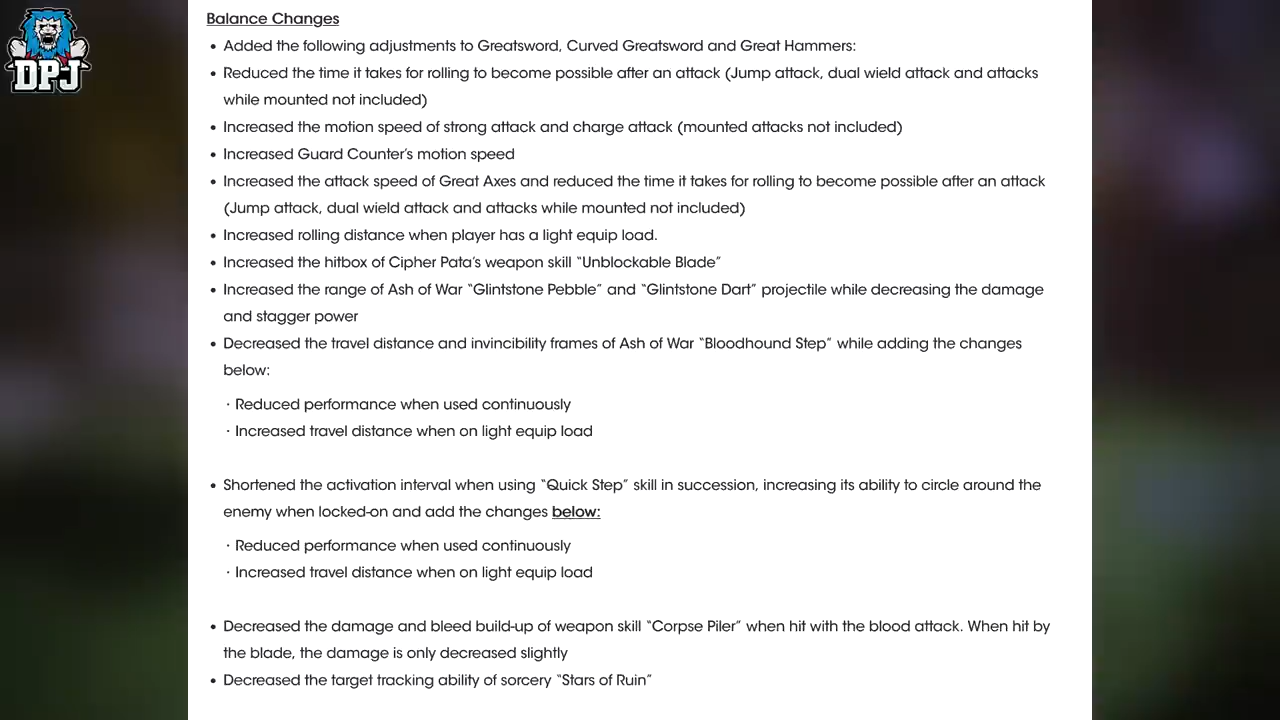 DPJ
Balance Changes
• Added the following adjustments to Greatsword, Curved Greatsword and Great Hammers:
• Reduced the time it takes for rolling to become possible after an attack (Jump attack, dual wield attack and attacks
while mounted not included)
• Increased the motion speed of strong attack and charge attack (mounted attacks not included)
• Increased Guard Counter's motion speed
• Increased the attack speed of Great Axes and reduced the time it takes for rolling to become possible after an attack
(Jump attack, dual wield attack and attacks while mounted not included)
• Increased rolling distance when player has a light equip load.
• Increased the hitbox of Cipher Pata's weapon skill "Unblockable Blade"
• Increased the range of Ash of War "Glintstone Pebble" and "Glintstone Dart" projectile while decreasing the damage
and stagger power
• Decreased the travel distance and invincibility frames of Ash of War "Bloodhound Step" while adding the changes
below:
· Reduced performance when used continuously
· Increased travel distance when on light equip load
• Shortened the activation interval when using "Quick Step" skill in succession, increasing its ability to circle around the
enemy when locked-on and add the changes below:
· Reduced performance when used continuously
· Increased travel distance when on light equip load
• Decreased the damage and bleed build-up of weapon skill "Corpse Piler" when hit with the blood attack. When hit by
the blade, the damage is only decreased slightly
• Decreased the target tracking ability of sorcery "Stars of Ruin"